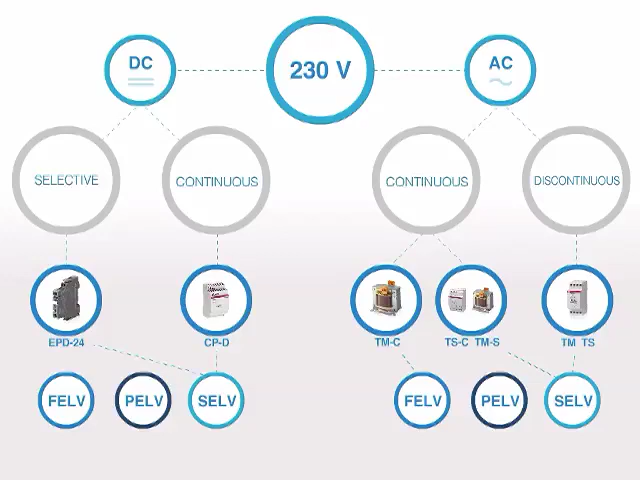 DC
230 V
AC
SELECTIVE
CONTINUOUS
CONTINUOUS
DISCONTINUOUS
EPD-24
CP-D
TM-C
TS-C TM-S
TM TS
FELV
PELV
SELV
FELV
PELV
SELV